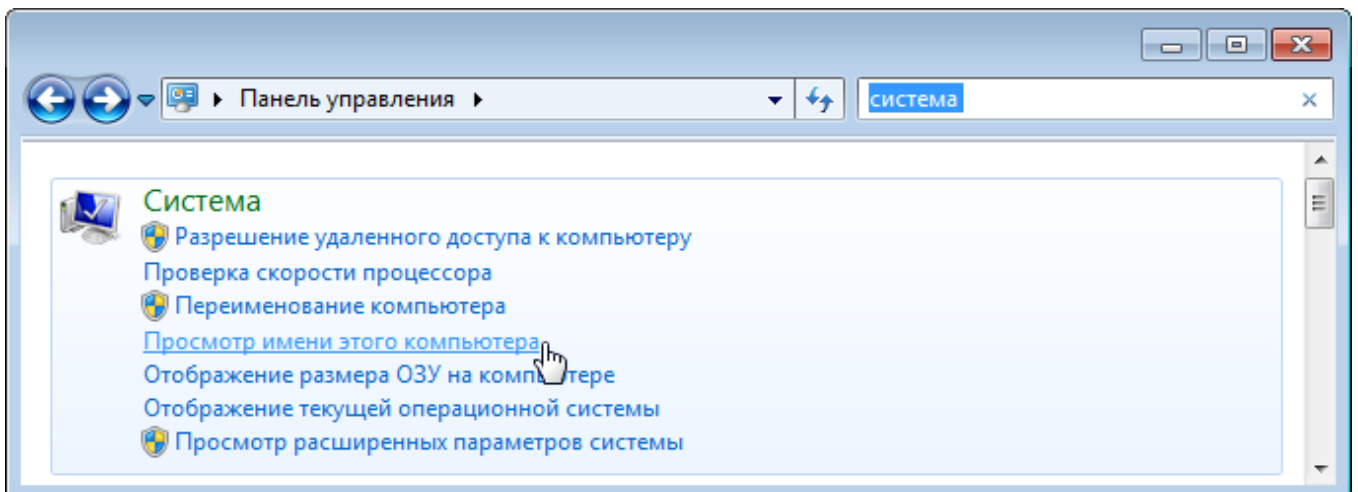 Панель управления
система
Система
Разрешение удаленного доступа к компьютеру
Проверка скорости процессора
Переименование компьютера
Просмотр имени этого компьютера
Отображение размера ОЗУ на компьютере
Отображение текущей операционной системы
Просмотр расширенных параметров системы